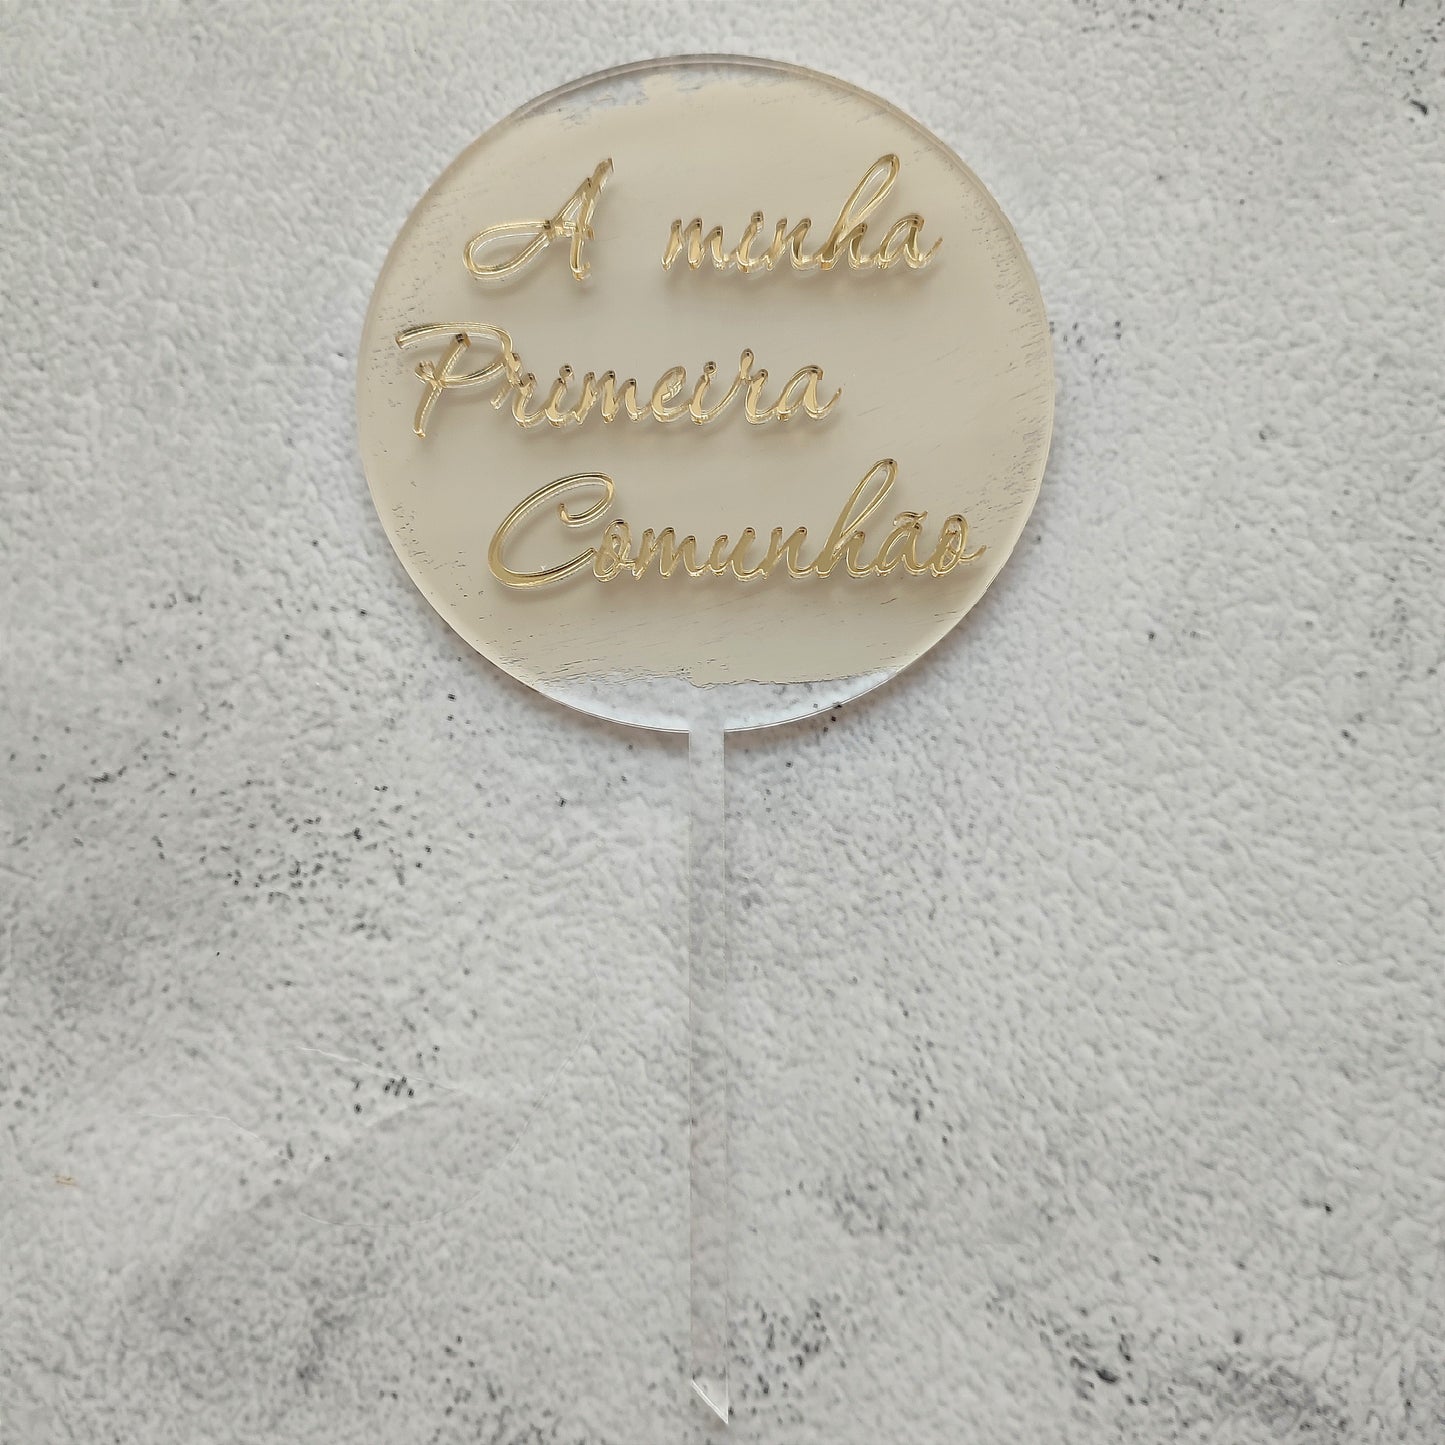 A minha
Primeira
Comunhão